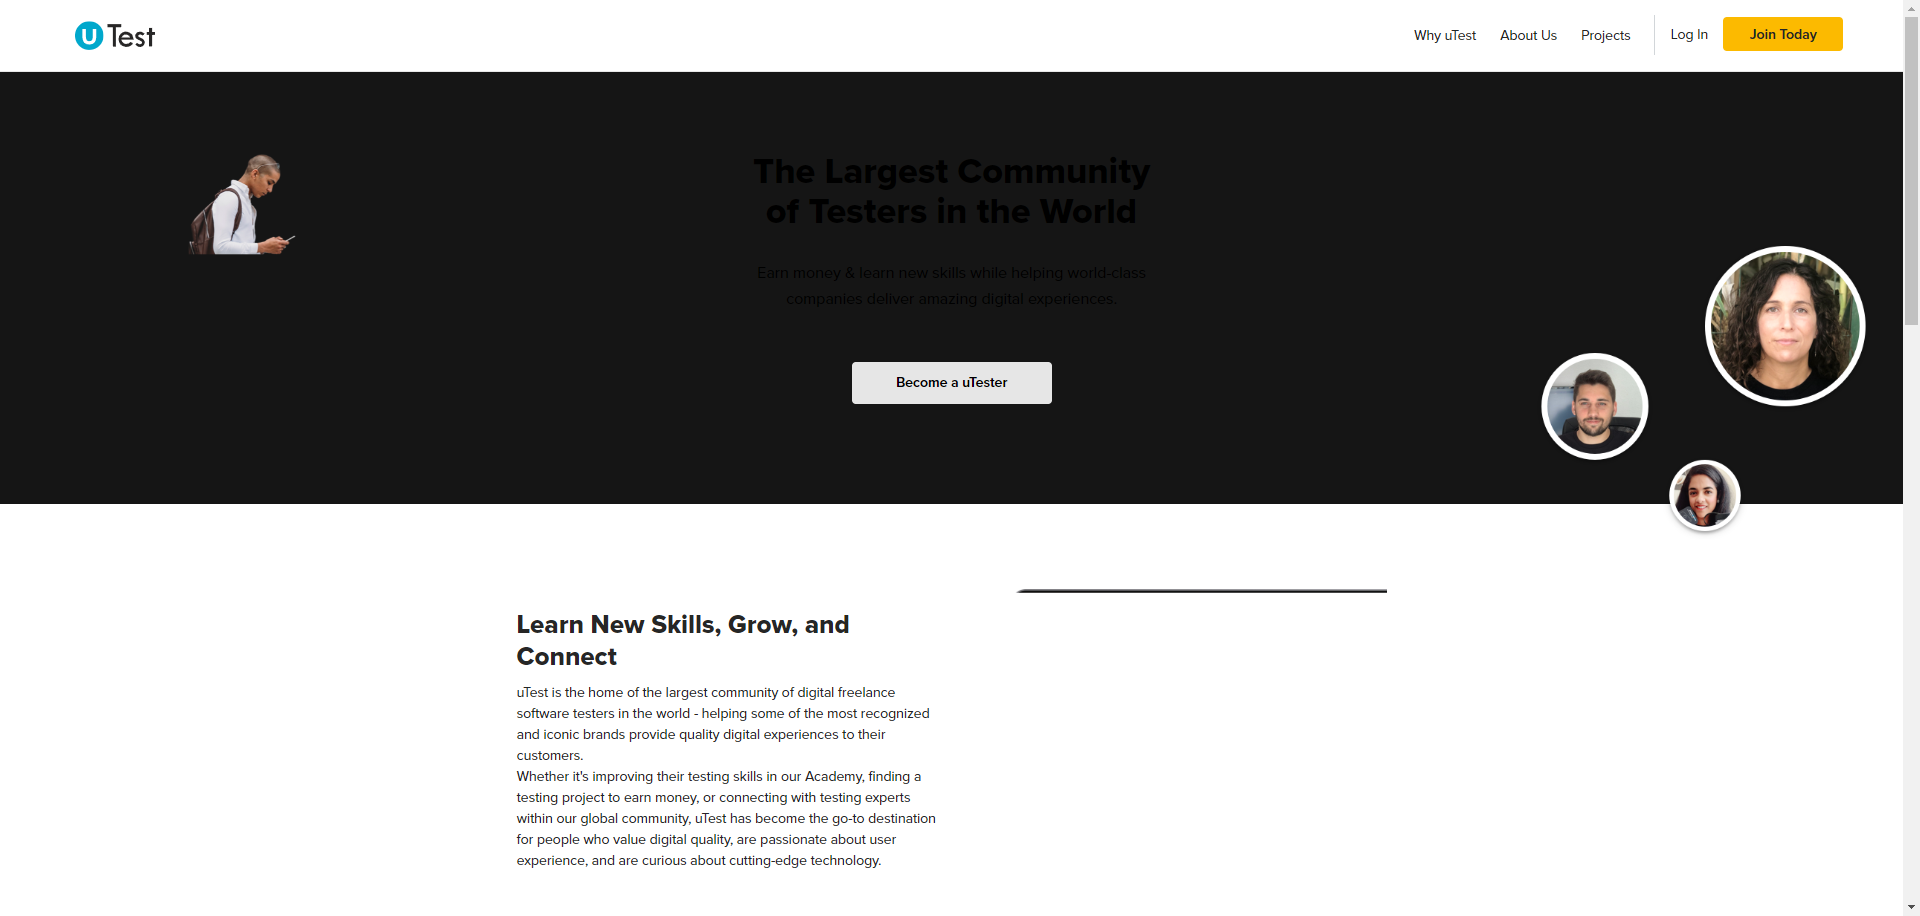 uTest
Why uTest
About Us
Projects
Log In
Join Today
The Largest Community
of Testers in the World
Earn money & learn new skills while helping world-class
companies deliver amazing digital experiences.
Become a uTester
Learn New Skills, Grow, and
Connect
uTest is the home of the largest community of digital freelance
software testers in the world - helping some of the most recognized
and iconic brands provide quality digital experiences to their
customers.
Whether it's improving their testing skills in our Academy, finding a
testing project to earn money, or connecting with testing experts
within our global community, uTest has become the go-to destination
for people who value digital quality, are passionate about user
experience, and are curious about cutting-edge technology.